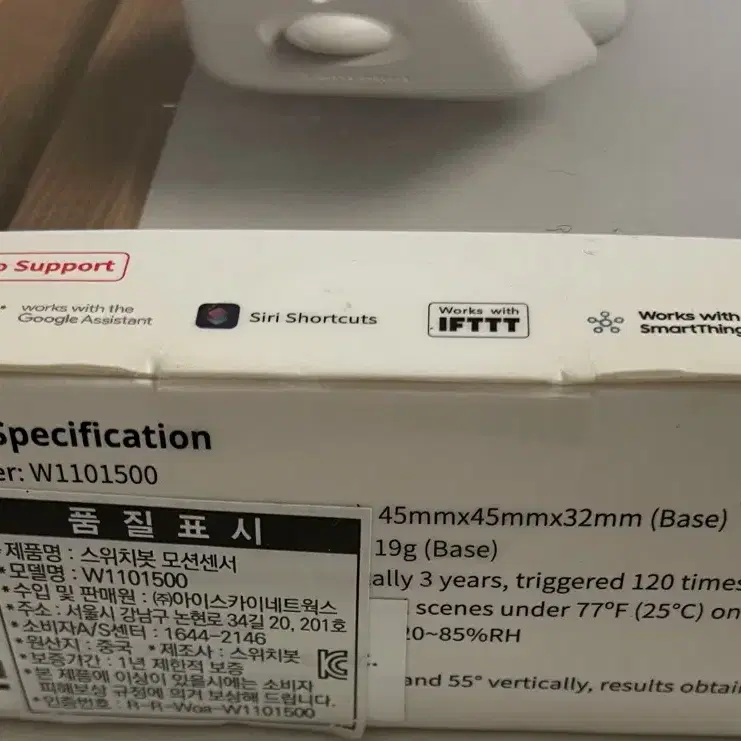 Support
works with the
Google Assistant
Siri Shortcuts
Works with
IFTTT
Works with
SmartThing
Specification
er: W1101500
45mmx45mmx32mm (Base)
19g (Base)
ally 3 years, triggered 120 times
scenes under 77°F (25°C) on
20~85%RH
and 55° vertically, results obtai
품 질 표 시
*제품명 : 스위치봇 모션센서
*모델명 : W1101500
*수입 및 판매원 : ㈜아이스카이네트웍스
*주소 : 서울시 강남구 논현로 34길 20, 201호
*소비자A/S센터 : 1644-2146
*원산지 : 중국 *제조사 : 스위치봇
*보증기간 : 1년 제한적 보증
*본 제품에 이상이 있을시에는 소비자
피해보상 규정에 의거 보상해 드립니다.
*인증번호 : R-R-Woa-W1101500